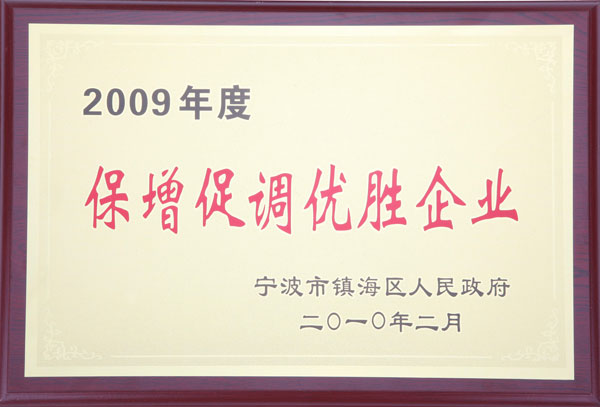 2009年度
保增促调优胜企业
宁波市镇海区人民政府
二〇一〇年二月